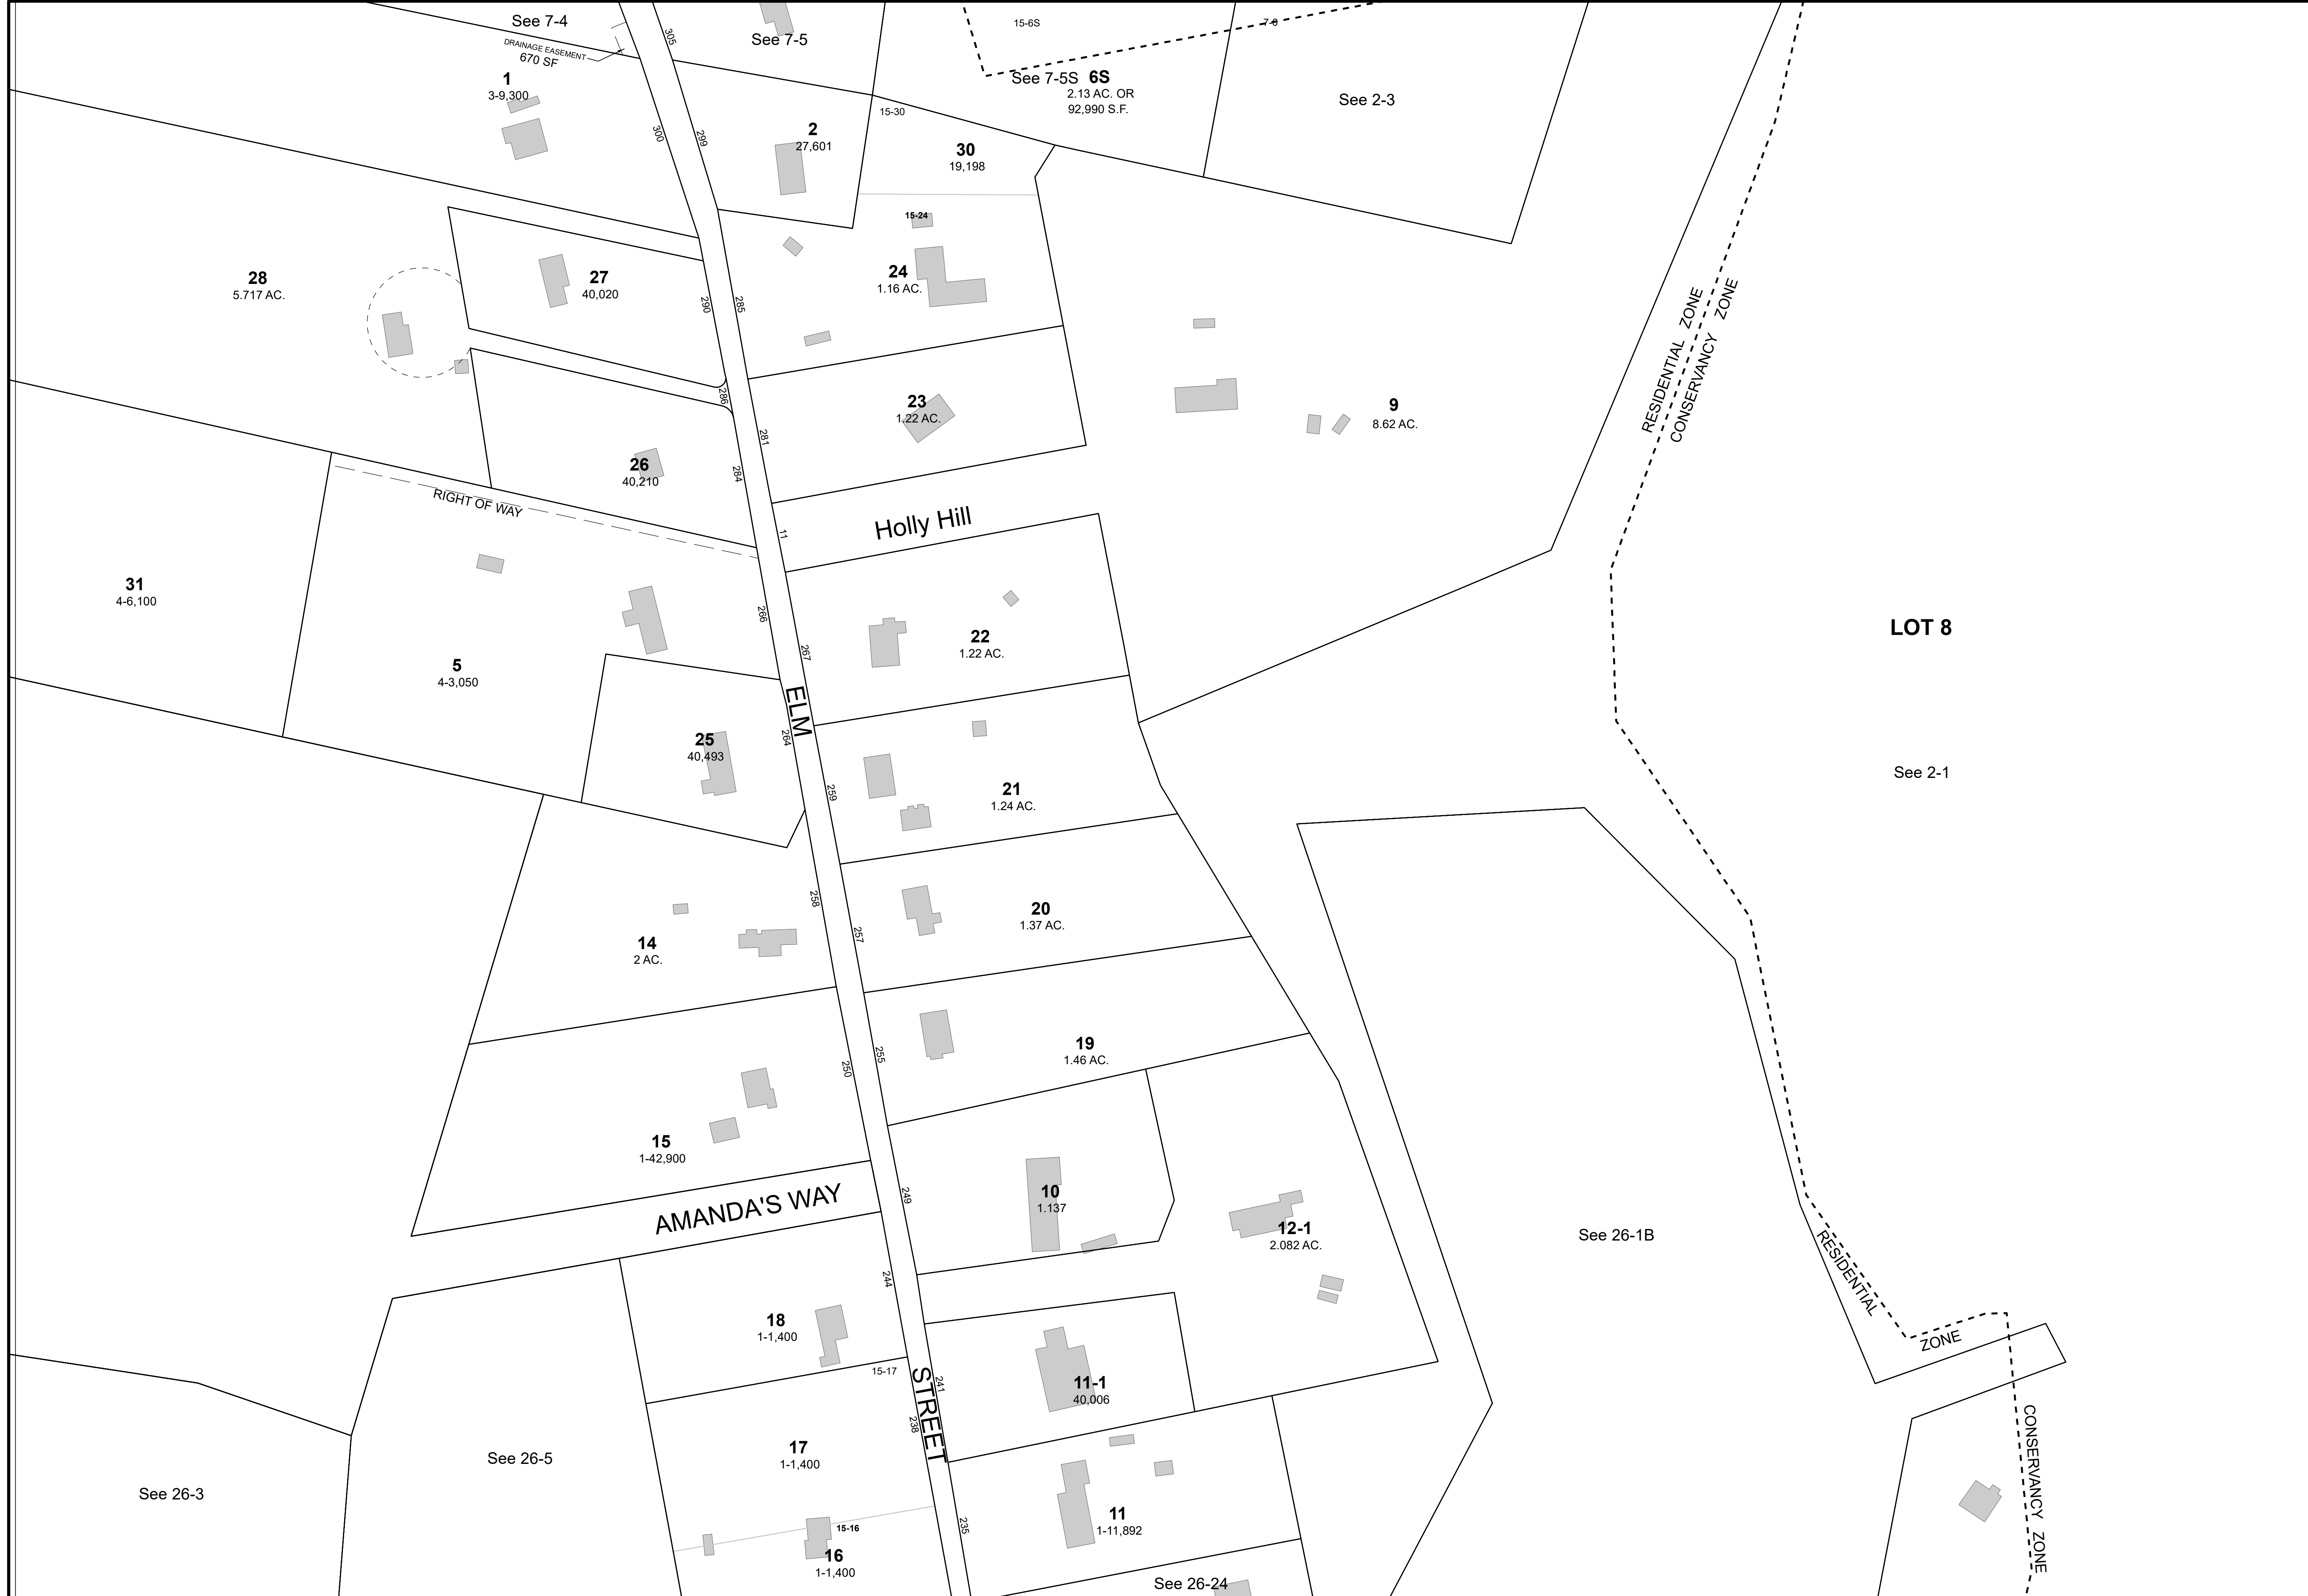 See 7-4
305
See 7-5
15-6S
7-6
DRAINAGE EASEMENT
670 SF
1
3-9,300
See 7-5S
6S
2.13 AC. OR
92,990 S.F.
See 2-3
15-30
300
299
2
27,601
30
19,198
15-24
28
5.717 AC.
27
40,020
24
1.16 AC.
290
285
RESIDENTIAL ZONE
CONSERVANCY ZONE
286
23
1.22 AC.
9
8.62 AC.
281
26
40,210
284
RIGHT OF WAY
Holly Hill
11
31
4-6,100
266
267
22
1.22 AC.
LOT 8
5
4-3,050
ELM
25
40,493
264
See 2-1
259
21
1.24 AC.
258
257
20
1.37 AC.
14
2 AC.
255
250
19
1.46 AC.
15
1-42,900
AMANDA'S WAY
249
10
1.137
12-1
2.082 AC.
See 26-1B
244
RESIDENTIAL
ZONE
18
1-1,400
15-17
STREET
241
11-1
40,006
238
17
1-1,400
See 26-5
See 26-3
CONSERVANCY ZONE
11
1-11,892
235
15-16
16
1-1,400
See 26-24